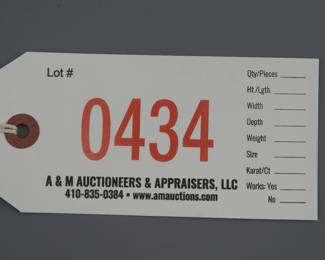 Lot #
0434
A & M AUCTIONEERS & APPRAISERS, LLC
410-835-0384 • www.amauctions.com
Qty/Pieces
Ht./Lgth.
Width
Depth
Weight
Size
Karat/Ct
Works: Yes
No